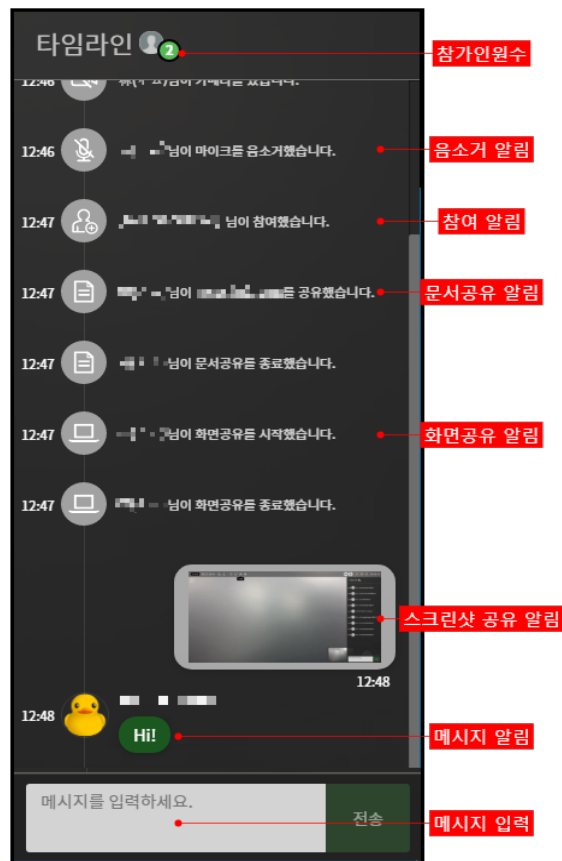 타임라인 2
참가인원수
12:46
12:46 님이 마이크를 음소거했습니다.
음소거 알림
12:47 님이 참여했습니다.
참여 알림
12:47 님이 를 공유했습니다.
문서공유 알림
12:47 님이 문서공유를 종료했습니다.
12:47 님이 화면공유를 시작했습니다.
화면공유 알림
12:47 님이 화면공유를 종료했습니다.
스크린샷 공유 알림
12:48
12:48
Hi!
메시지 알림
메시지를 입력하세요.
전송
메시지 입력